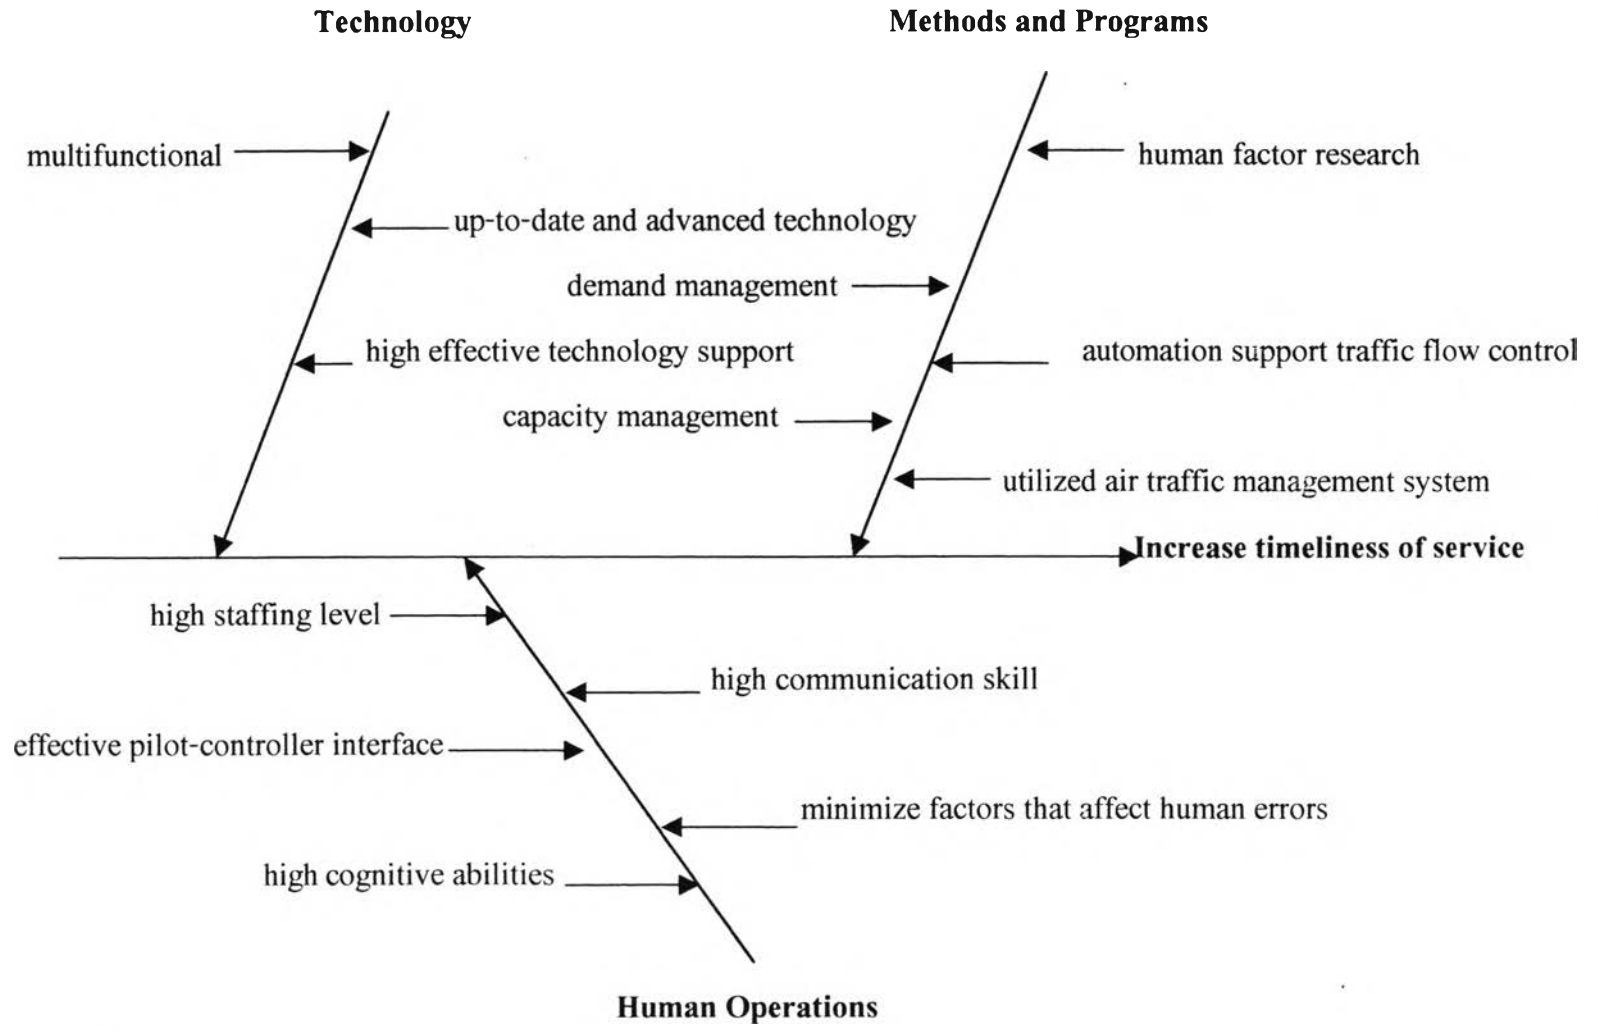 Technology
Methods and Programs
multifunctional
human factor research
up-to-date and advanced technology
demand management
high effective technology support
automation support traffic flow control
capacity management
utilized air traffic management system
Increase timeliness of service
high staffing level
high communication skill
effective pilot-controller interface
minimize factors that affect human errors
high cognitive abilities
Human Operations